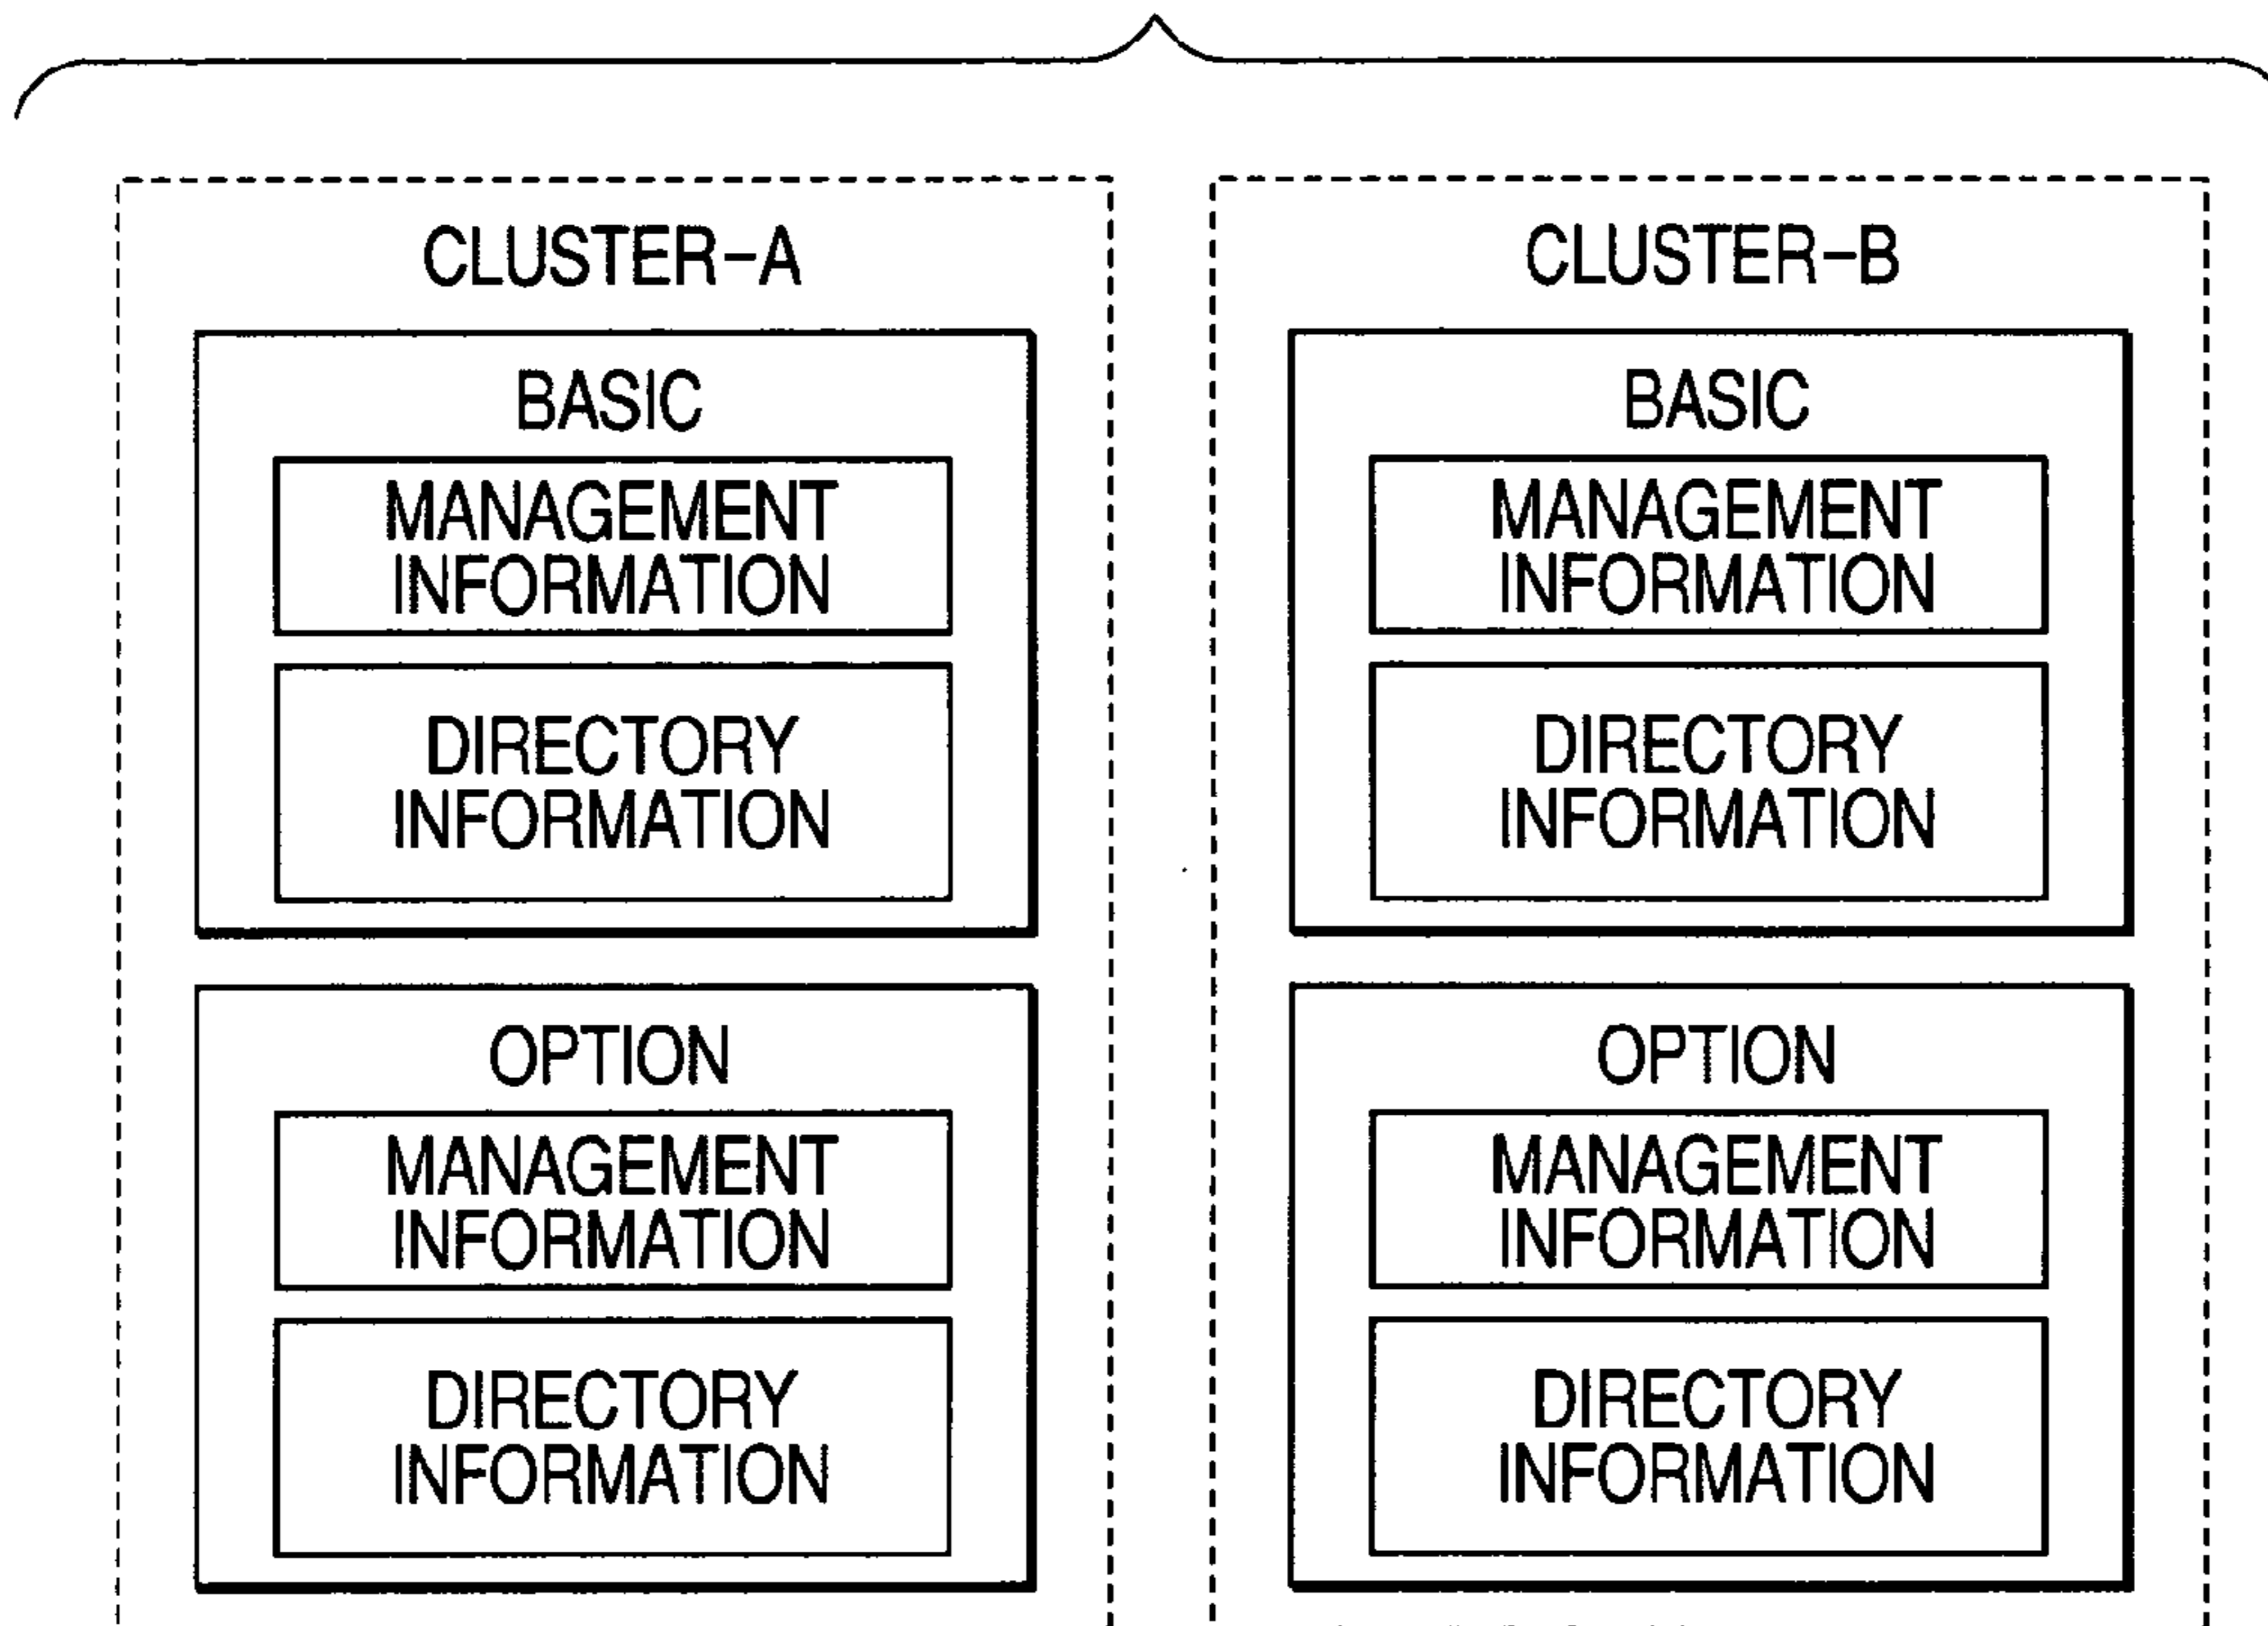 CLUSTER-A
BASIC
MANAGEMENT
INFORMATION
DIRECTORY
INFORMATION
OPTION
MANAGEMENT
INFORMATION
DIRECTORY
INFORMATION
CLUSTER-B
BASIC
MANAGEMENT
INFORMATION
DIRECTORY
INFORMATION
OPTION
MANAGEMENT
INFORMATION
DIRECTORY
INFORMATION